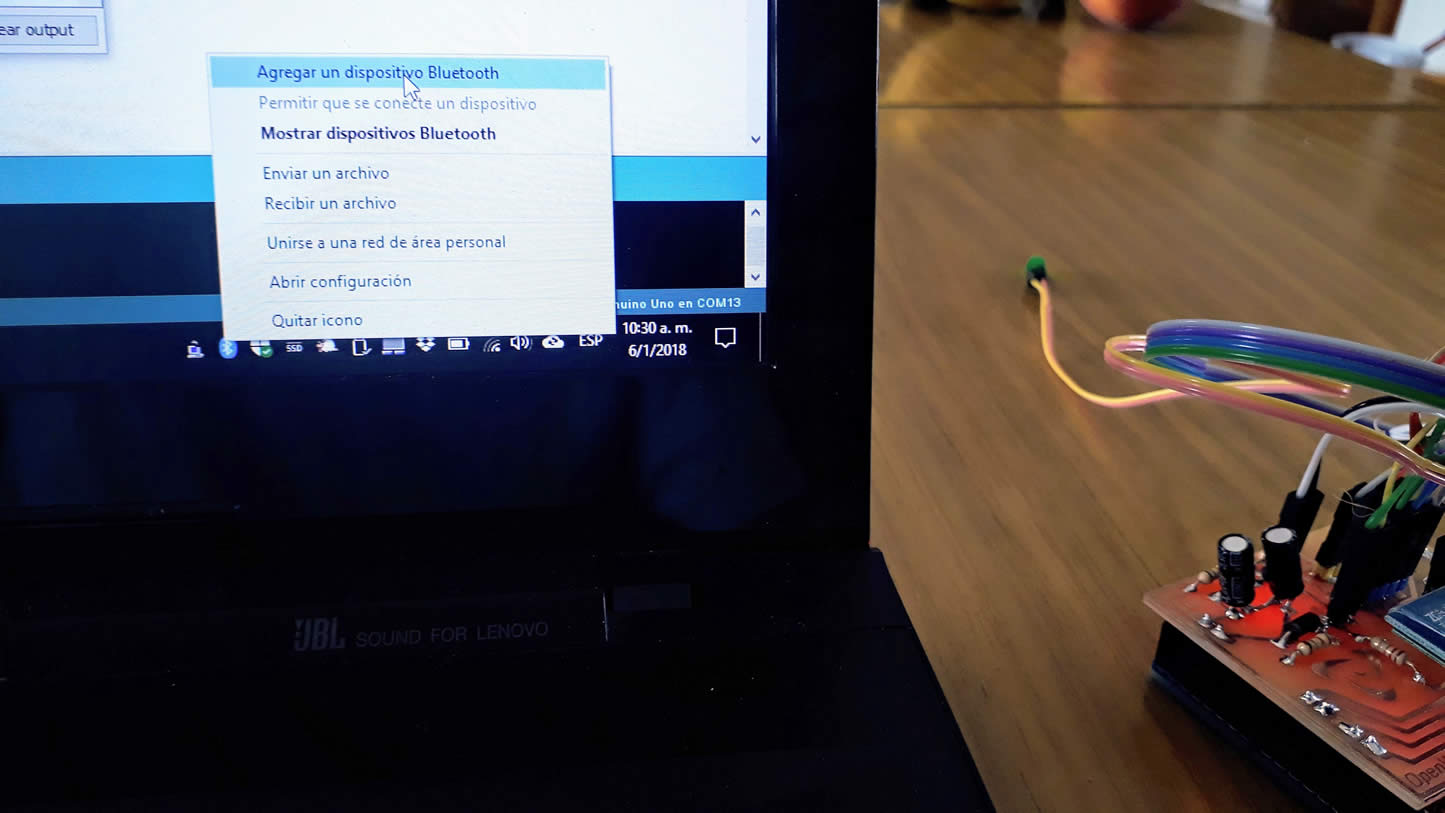 ear output
Agregar un dispositivo Bluetooth
Permitir que se conecte un dispositivo
Mostrar dispositivos Bluetooth
Enviar un archivo
Recibir un archivo
Unirse a una red de área personal
Abrir configuración
Quitar icono
nuino Uno en COM13
SSD
ESP
10:30 a. m.
6/1/2018
JBL SOUND FOR LENOVO
Open